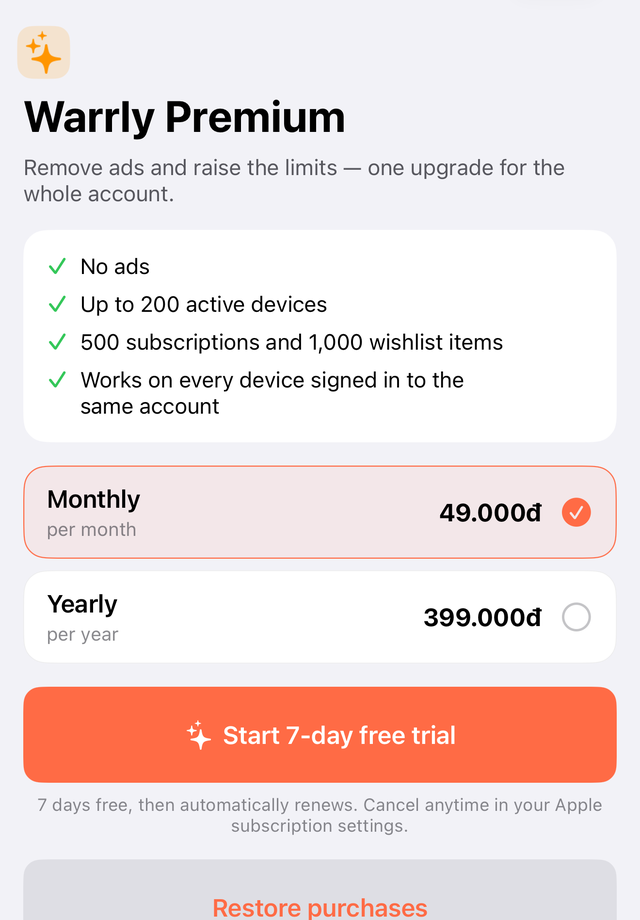 Warrly Premium
Remove ads and raise the limits — one upgrade for the
whole account.
No ads
Up to 200 active devices
500 subscriptions and 1,000 wishlist items
Works on every device signed in to the
same account
Monthly
per month
49.000đ
Yearly
per year
399.000đ
Start 7-day free trial
7 days free, then automatically renews. Cancel anytime in your Apple
subscription settings.
Restore purchases